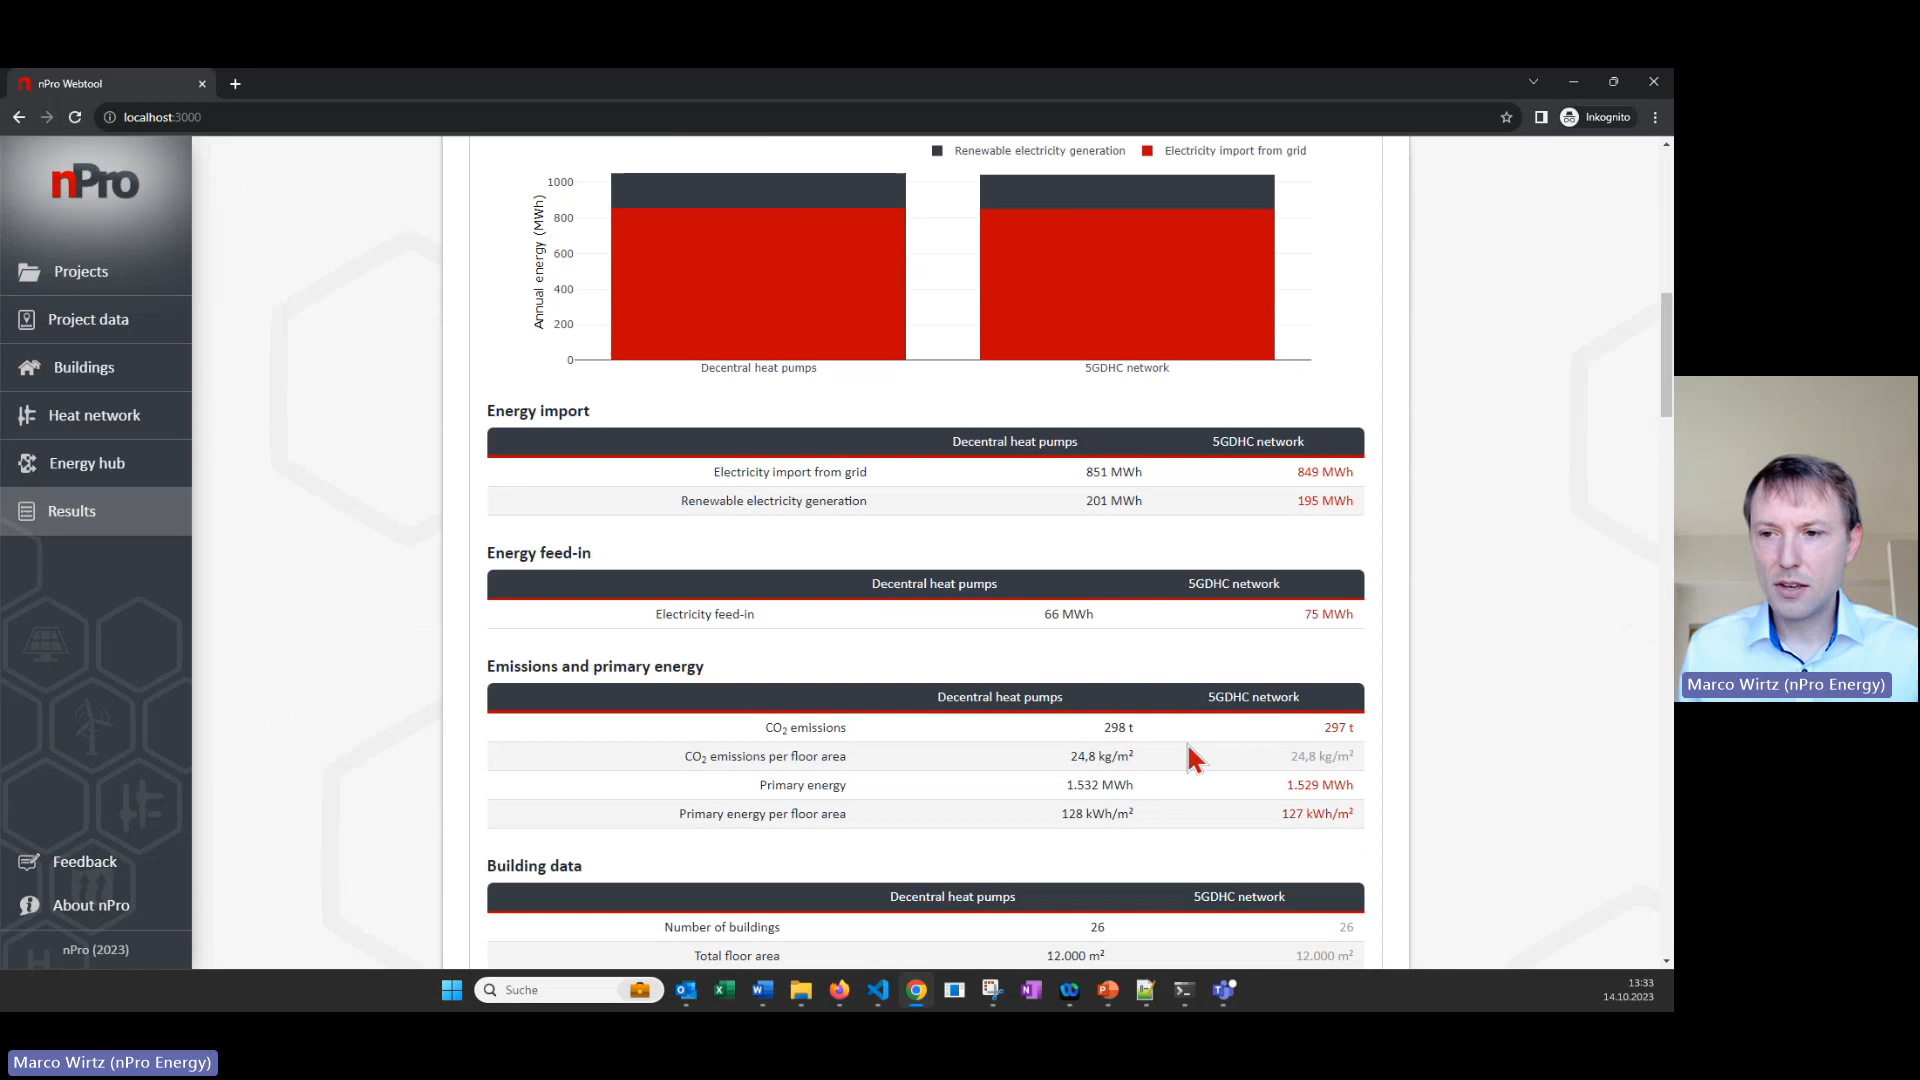 nPro Webtool
localhost:3000
Inkognito
nPro
Projects
Project data
Buildings
Heat network
Energy hub
Results
Feedback
About nPro
nPro (2023)
Renewable electricity generation
Electricity import from grid
Annual energy (MWh)
1000
800
600
400
200
0
Decentral heat pumps
5GDHC network
Energy import
Decentral heat pumps 5GDHC network
Electricity import from grid 851 MWh 849 MWh
Renewable electricity generation 201 MWh 195 MWh
Energy feed-in
Decentral heat pumps 5GDHC network
Electricity feed-in 66 MWh 75 MWh
Emissions and primary energy
Decentral heat pumps 5GDHC network
CO₂ emissions 298 t 297 t
CO₂ emissions per floor area 24,8 kg/m² 24,8 kg/m²
Primary energy 1.532 MWh 1.529 MWh
Primary energy per floor area 128 kWh/m² 127 kWh/m²
Building data
Decentral heat pumps 5GDHC network
Number of buildings 26 26
Total floor area 12.000 m² 12.000 m²
Marco Wirtz (nPro Energy)
Suche
13:33
14.10.2023
Marco Wirtz (nPro Energy)